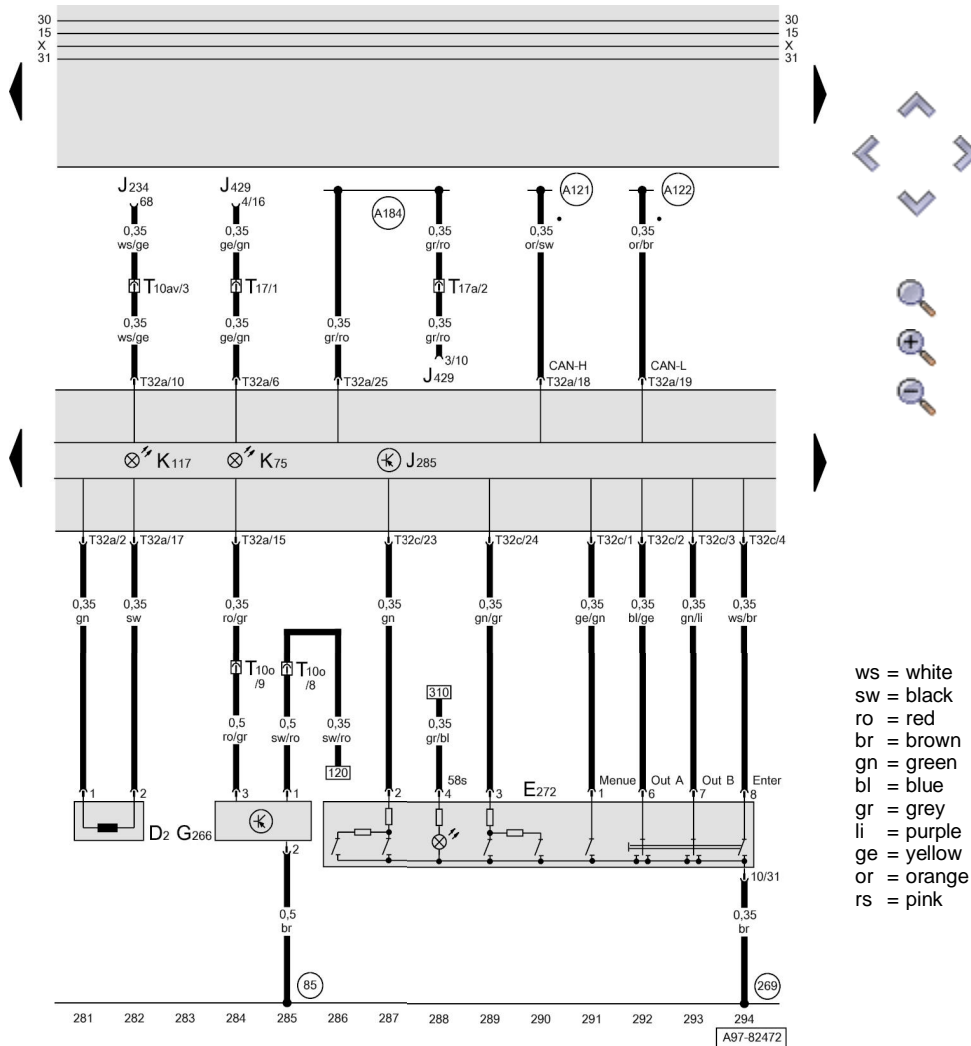 30 30
15 15
X X
31 31
J234 J429 A121 A122
68 4/16 A184
0,35 0,35 0,35 0,35 0,35
ws/ge ge/gn gr/ro or/sw or/br
T10av/3 T17/1 T17a/2
0,35 0,35 0,35 0,35
ws/ge ge/gn gr/ro gr/ro
3/10
J429
CAN-H CAN-L
T32a/10 T32a/6 T32a/25 T32a/18 T32a/19
K117 K75 J285
T32a/2 T32a/17 T32a/15 T32c/23 T32c/24 T32c/1 T32c/2 T32c/3 T32c/4
0,35 0,35 0,35 0,35 0,35 0,35 0,35 0,35 0,35
gn sw ro/gr gn gn/gr ge/gn bl/ge gn/li ws/br
T10o/9 T10o/8
310
0,5 0,5 0,35 0,35
ro/gr sw/ro sw/ro gr/bl
120
58s E272 Menue Out A Out B Enter
1 2 3 1 2 4 3 1 6 7 8
D2 G266
2 10/31
0,5 0,35
br br
85 269
281 282 283 284 285 286 287 288 289 290 291 292 293 294
A97-82472
ws = white
sw = black
ro = red
br = brown
gn = green
bl = blue
gr = grey
li = purple
ge = yellow
or = orange
rs = pink